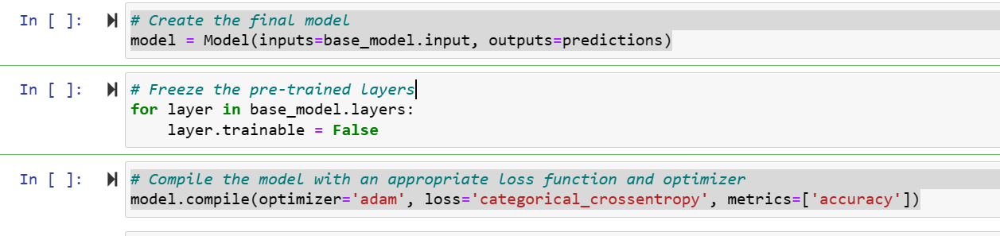 In [ ]: # Create the final model
model = Model(inputs=base_model.input, outputs=predictions)
In [ ]: # Freeze the pre-trained layers
for layer in base_model.layers:
    layer.trainable = False
In [ ]: # Compile the model with an appropriate loss function and optimizer
model.compile(optimizer='adam', loss='categorical_crossentropy', metrics=['accuracy'])